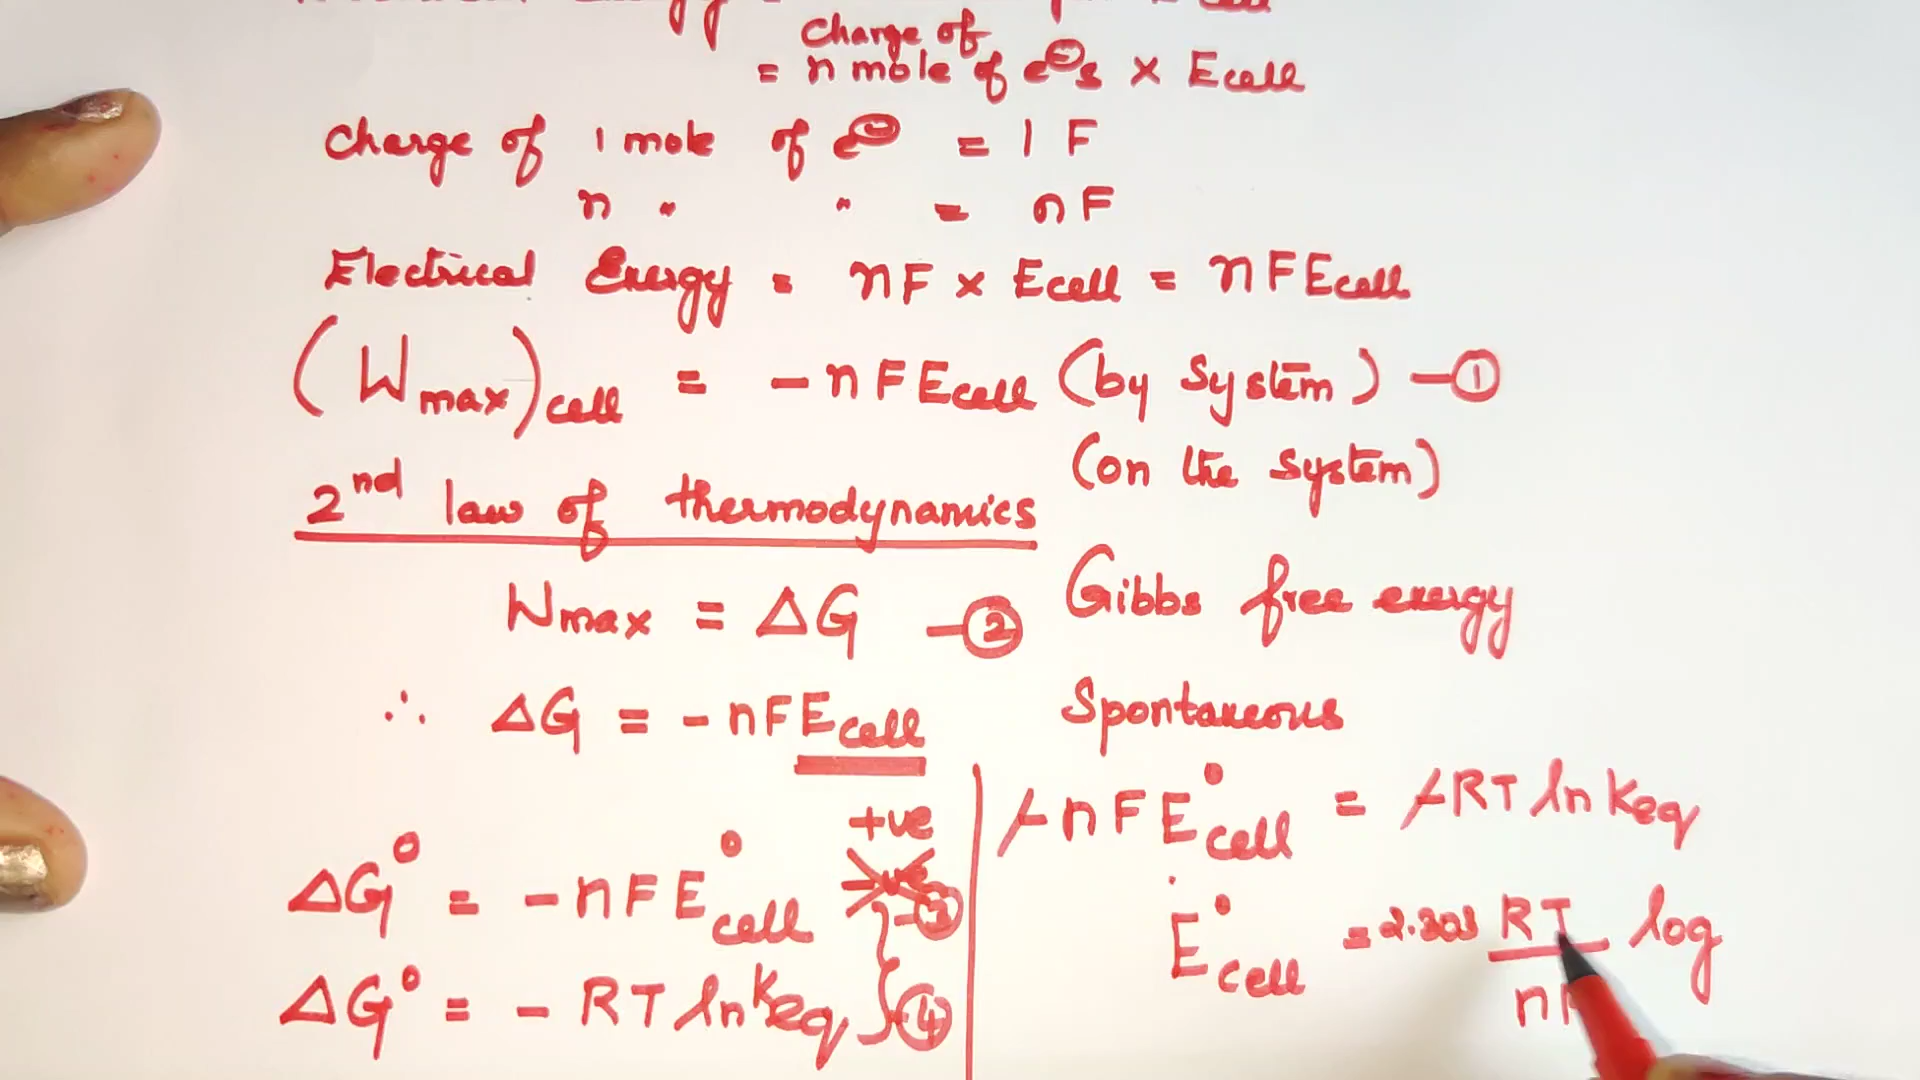 Energy =
Charge of
= n mole of e⊖s × Ecell
Charge of 1 mole of e⊖ = 1 F
n " " = nF
Electrical Energy = nF × Ecell = nFEcell
(Wmax)cell = - nFEcell (by system) -①
(on the system)
2nd law of thermodynamics
Wmax = ΔG -②
Gibbs free energy
∴ ΔG = - nFEcell
Spontaneous
+ve
-ve
ΔG° = - nFE°cell -③
ΔG° = - RT ln Keq -④
-nFE°cell = -RT ln Keq
E°cell = 2.303 RT/nF log